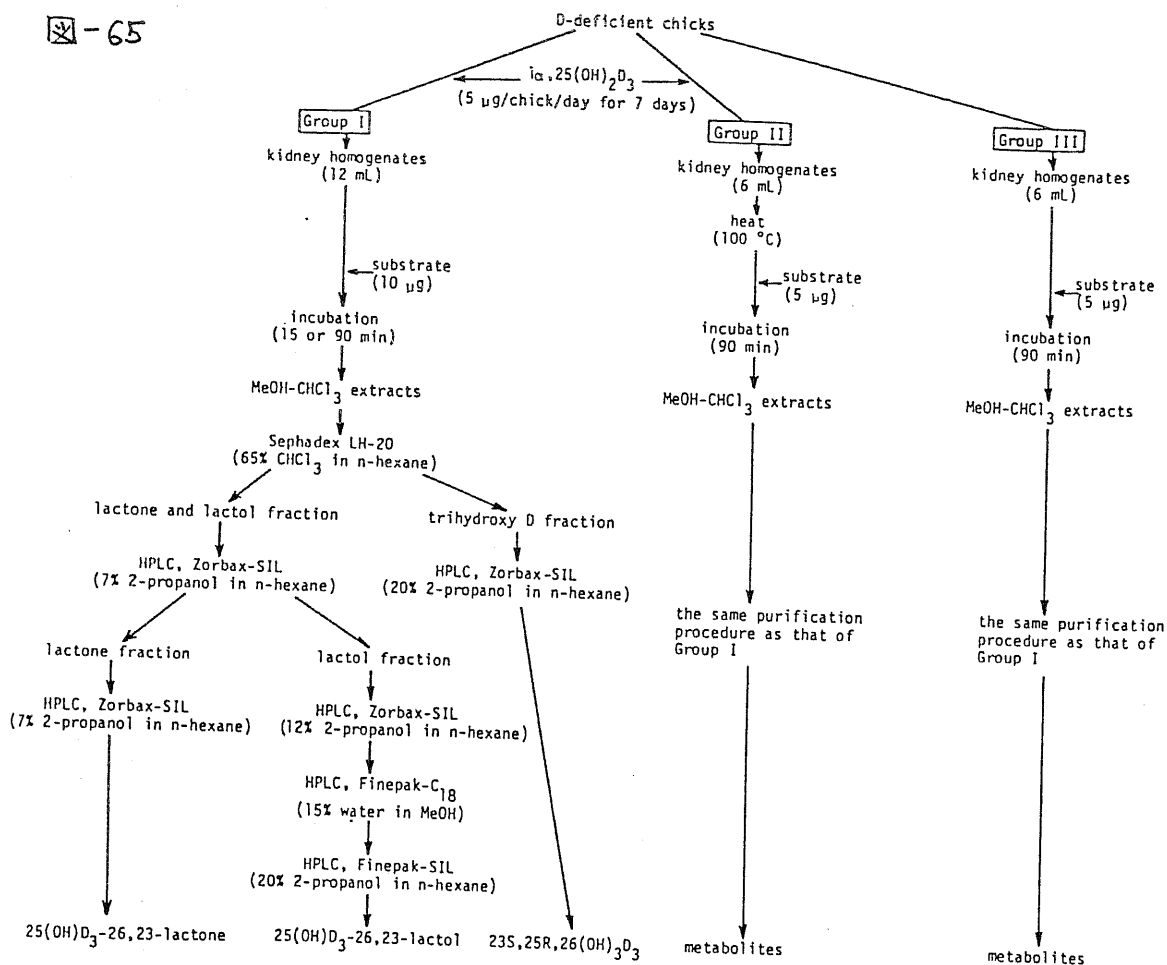 図-65
D-deficient chicks
iα,25(OH)₂D₃
(5 μg/chick/day for 7 days)
Group I
kidney homogenates
(12 mL)
substrate
(10 μg)
incubation
(15 or 90 min)
MeOH-CHCl₃ extracts
Sephadex LH-20
(65% CHCl₃ in n-hexane)
lactone and lactol fraction
HPLC, Zorbax-SIL
(7% 2-propanol in n-hexane)
lactone fraction
HPLC, Zorbax-SIL
(7% 2-propanol in n-hexane)
25(OH)D₃-26,23-lactone
lactol fraction
HPLC, Zorbax-SIL
(12% 2-propanol in n-hexane)
HPLC, Finepak-C₁₈
(15% water in MeOH)
HPLC, Finepak-SIL
(20% 2-propanol in n-hexane)
25(OH)D₃-26,23-lactol
trihydroxy D fraction
HPLC, Zorbax-SIL
(20% 2-propanol in n-hexane)
23S,25R,26(OH)₃D₃
Group II
kidney homogenates
(6 mL)
heat
(100 °C)
substrate
(5 μg)
incubation
(90 min)
MeOH-CHCl₃ extracts
the same purification
procedure as that of
Group I
metabolites
Group III
kidney homogenates
(6 mL)
substrate
(5 μg)
incubation
(90 min)
MeOH-CHCl₃ extracts
the same purification
procedure as that of
Group I
metabolites